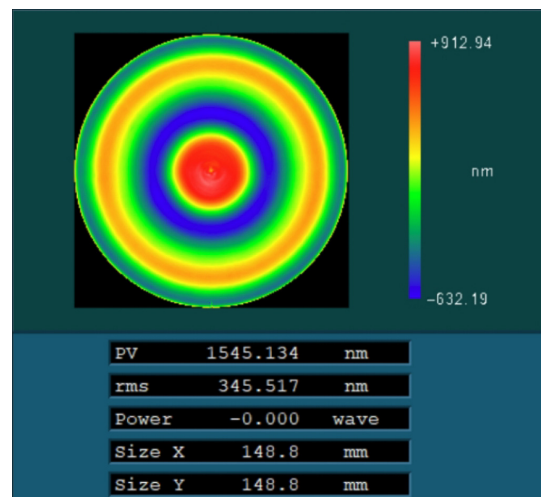 +912.94
nm
-632.19
PV 1545.134 nm
rms 345.517 nm
Power -0.000 wave
Size X 148.8 mm
Size Y 148.8 mm